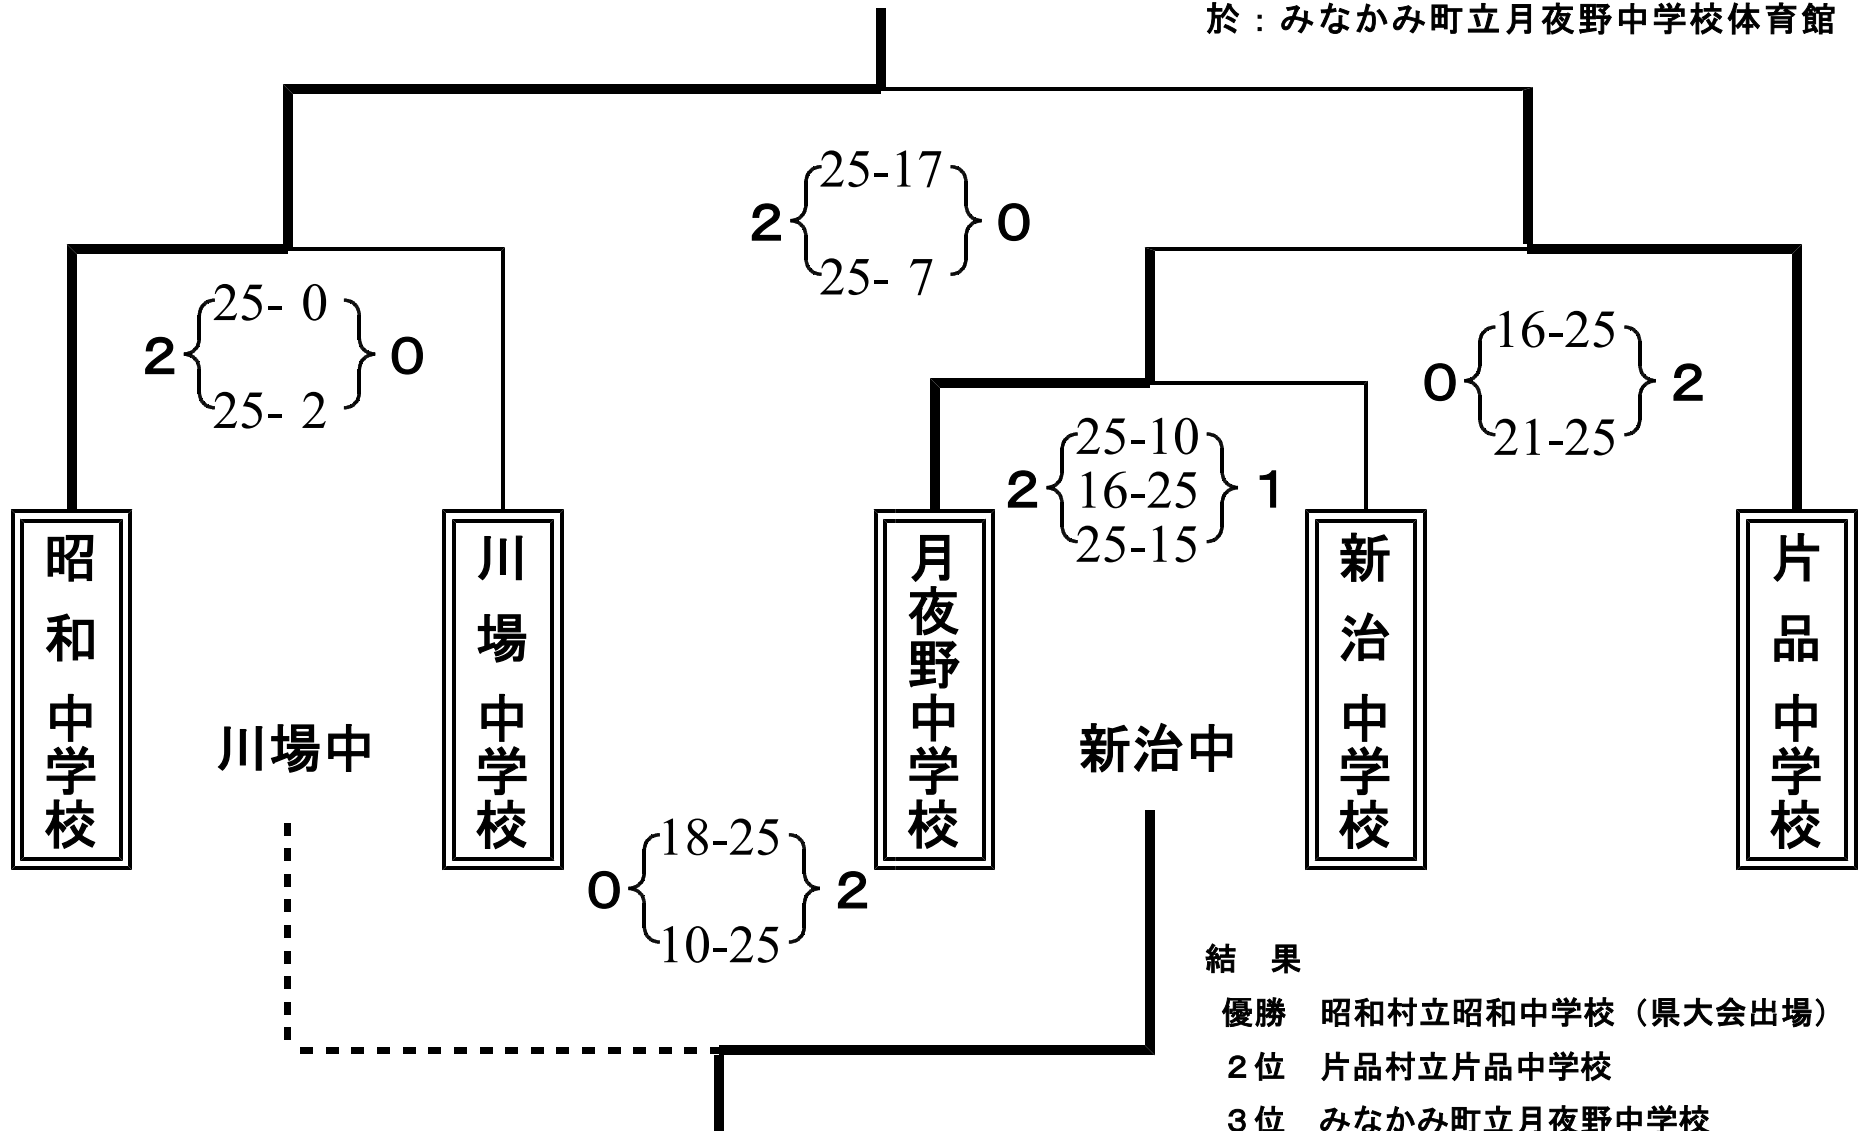 於：みなかみ町立月夜野中学校体育館
25-17
2 0
25- 7
25- 0
2 0
25- 2
16-25
0 2
21-25
25-10
2 16-25 1
25-15
昭和中学校
川場中学校
月夜野中学校
新治中学校
片品中学校
川場中
新治中
18-25
0 2
10-25
結　果
優勝　昭和村立昭和中学校（県大会出場）
２位　片品村立片品中学校
３位　みなかみ町立月夜野中学校